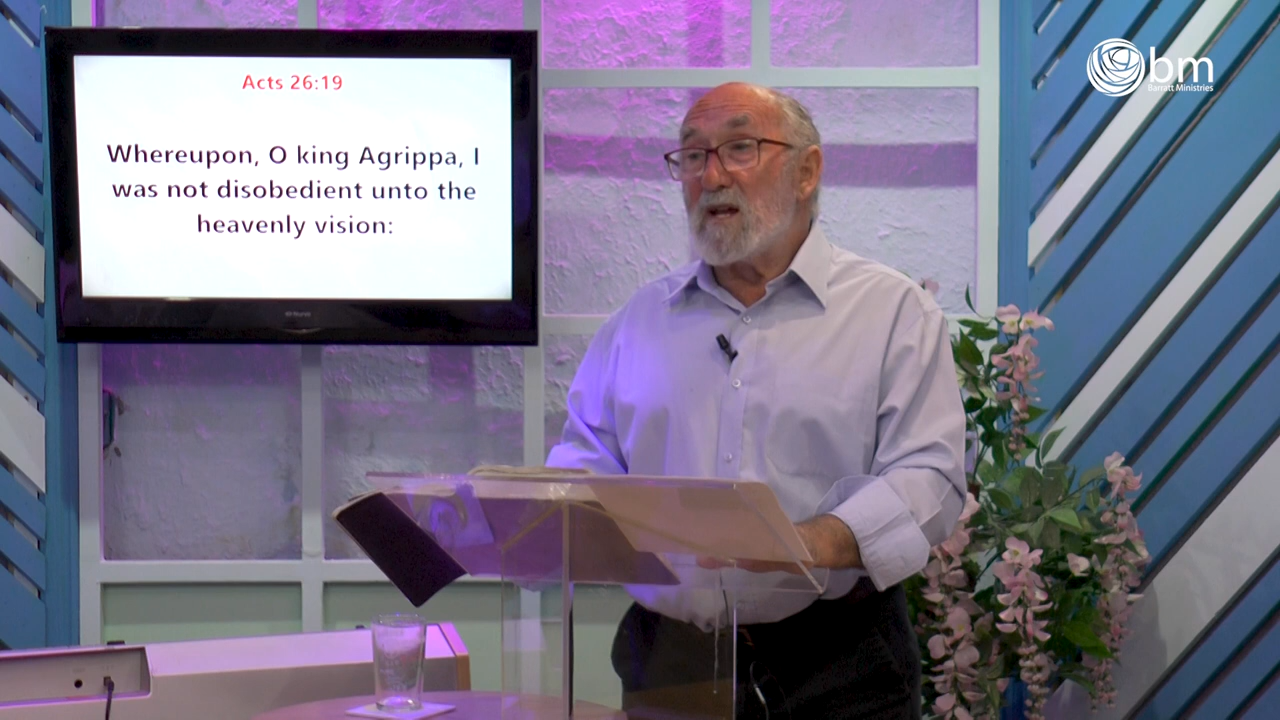 Acts 26:19
Whereupon, O king Agrippa, I
was not disobedient unto the
heavenly vision:
bm
Barratt Ministries